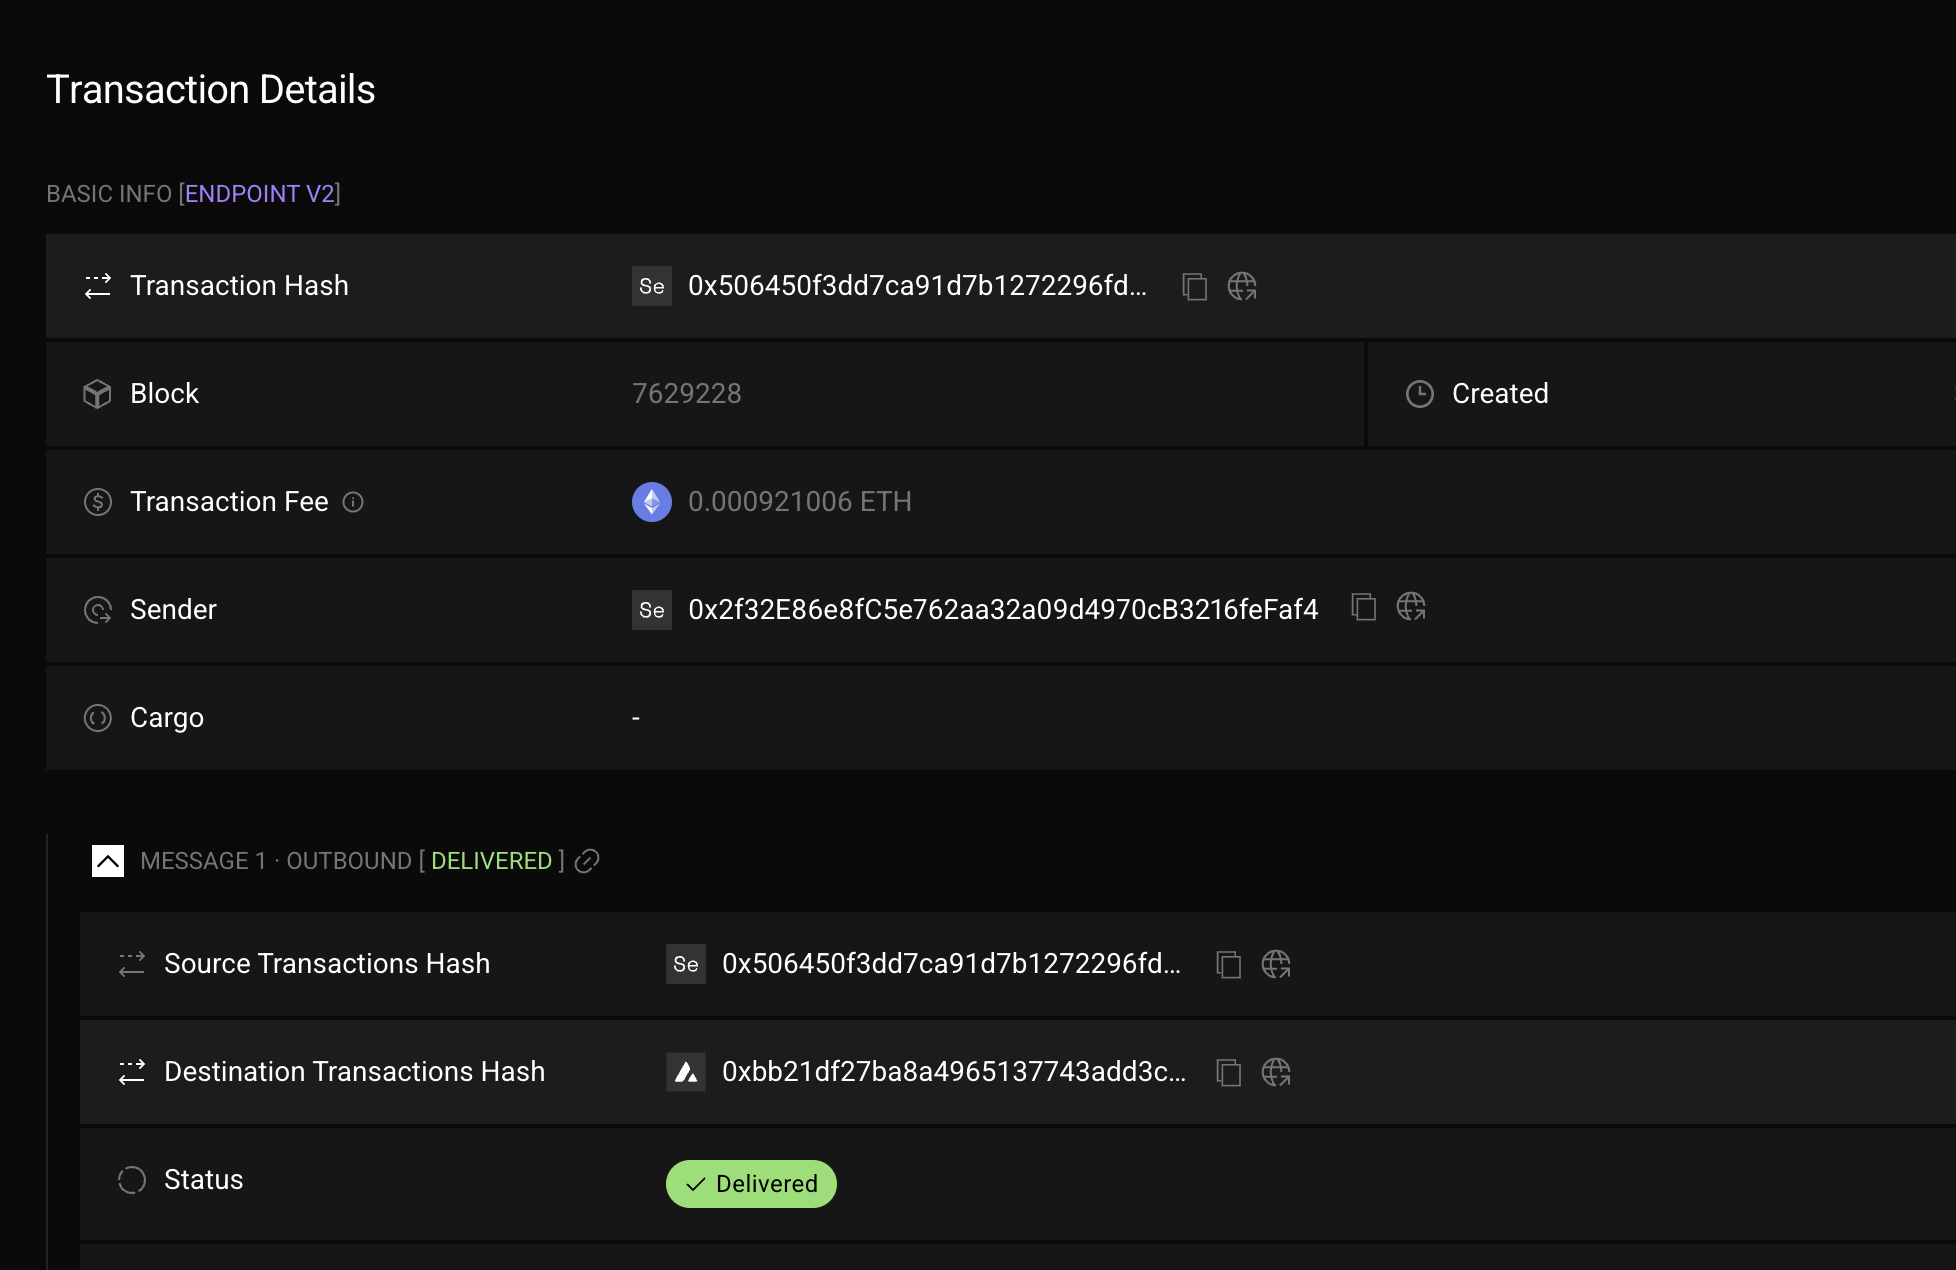 Transaction Details
BASIC INFO [ENDPOINT V2]
Transaction Hash Se 0x506450f3dd7ca91d7b1272296fd...
Block 7629228 Created
Transaction Fee 0.000921006 ETH
Sender Se 0x2f32E86e8fC5e762aa32a09d4970cB3216feFaf4
Cargo -
MESSAGE 1 · OUTBOUND [ DELIVERED ]
Source Transactions Hash Se 0x506450f3dd7ca91d7b1272296fd...
Destination Transactions Hash 0xbb21df27ba8a4965137743add3c...
Status Delivered